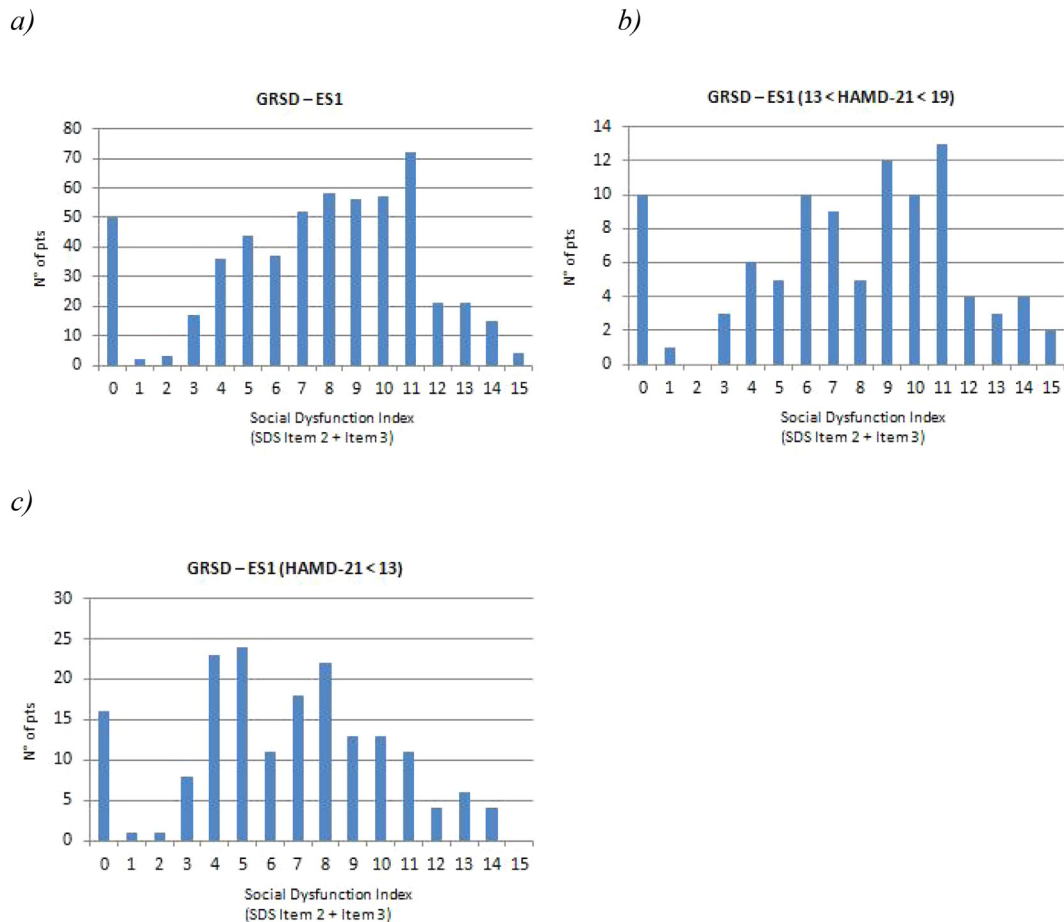 a)
GRSD – ES1
80
70
60
50
40
30
20
10
0
N° of pts
0 1 2 3 4 5 6 7 8 9 10 11 12 13 14 15
Social Dysfunction Index
(SDS Item 2 + Item 3)
b)
GRSD – ES1 (13 < HAMD-21 < 19)
14
12
10
8
6
4
2
0
N° of pts
0 1 2 3 4 5 6 7 8 9 10 11 12 13 14 15
Social Dysfunction Index
(SDS Item 2 + Item 3)
c)
GRSD – ES1 (HAMD-21 < 13)
30
25
20
15
10
5
0
N° of pts
0 1 2 3 4 5 6 7 8 9 10 11 12 13 14 15
Social Dysfunction Index
(SDS Item 2 + Item 3)